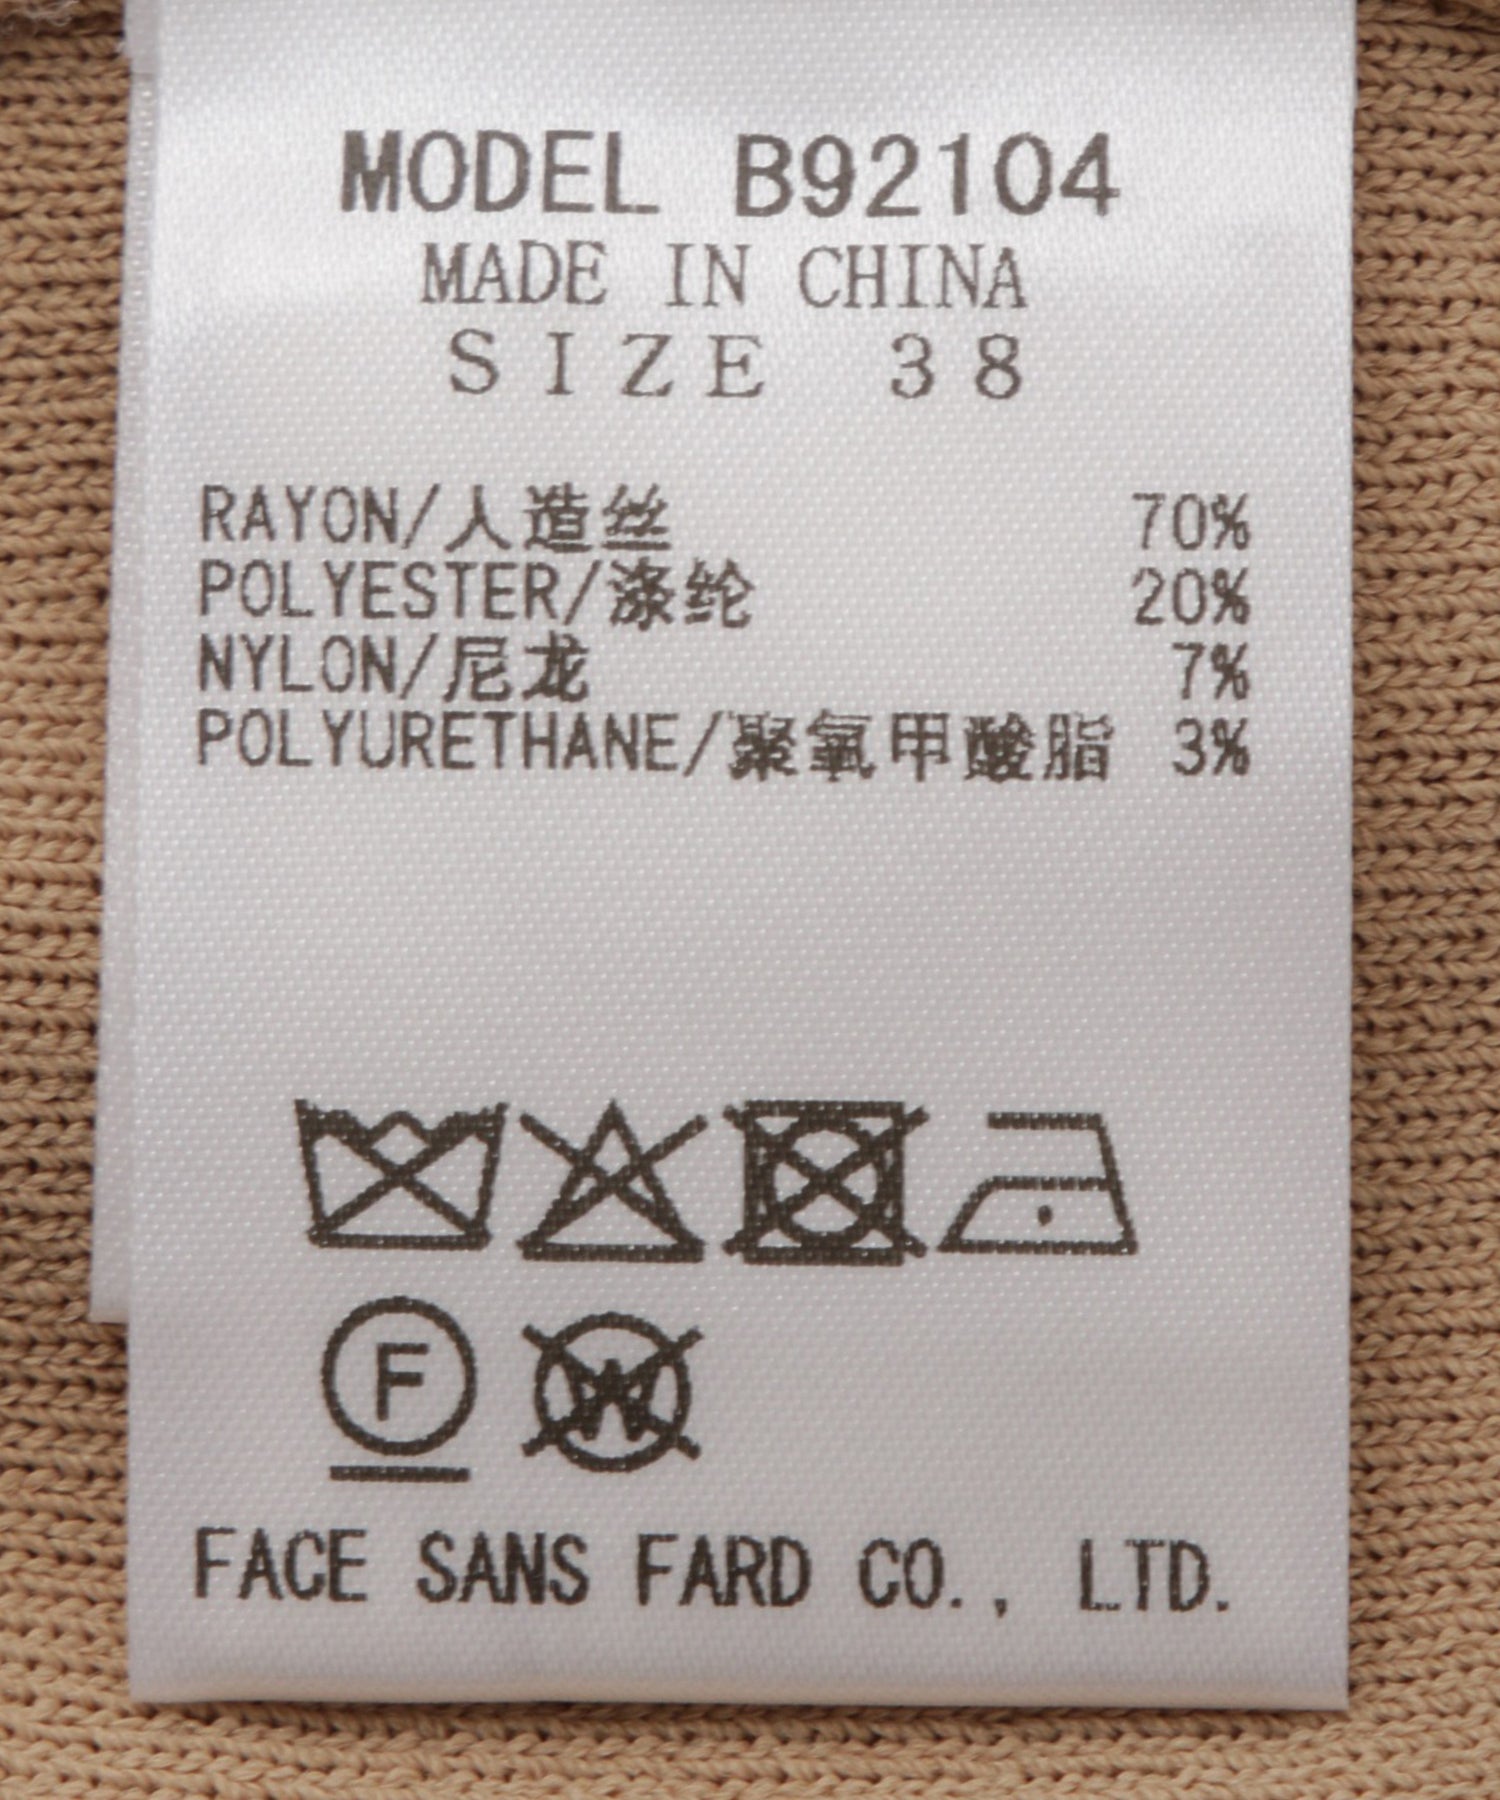 MODEL B92104
MADE IN CHINA
SIZE 38
RAYON/人造丝 70%
POLYESTER/涤纶 20%
NYLON/尼龙 7%
POLYURETHANE/聚氧甲酸脂 3%
F
W
FACE SANS FARD CO., LTD.